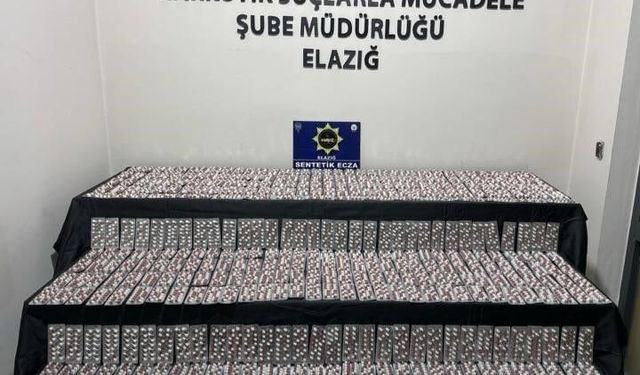 SUÇLARLA MÜCADELE
ŞUBE MÜDÜRLÜĞÜ
ELAZIĞ
ELAZIĞ
SENTETİK ECZA